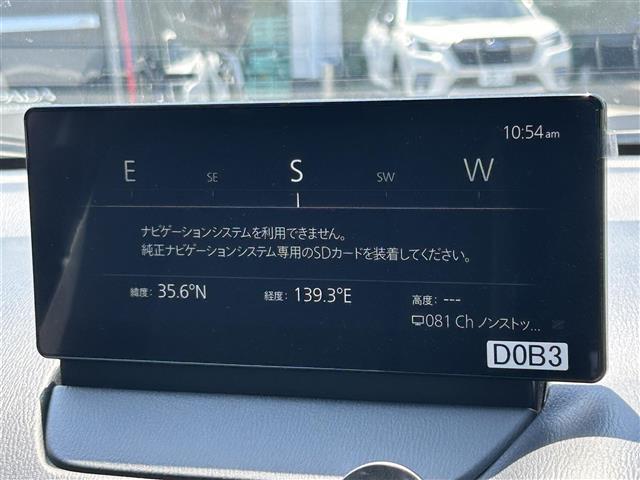 10:54am
E SE S SW W
ナビゲーションシステムを利用できません。
純正ナビゲーションシステム専用のSDカードを装着してください。
緯度: 35.6°N 経度: 139.3°E 高度: ---
081 Ch ノンストッ...
D0B3